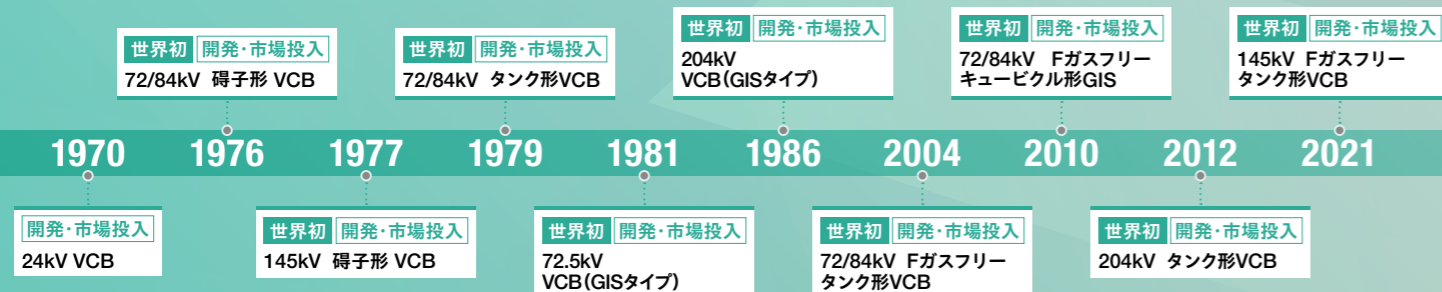 世界初 開発・市場投入
72/84kV 碍子形 VCB
世界初 開発・市場投入
72/84kV タンク形VCB
世界初 開発・市場投入
204kV
VCB(GISタイプ)
世界初 開発・市場投入
72/84kV Fガスフリー
キュービクル形GIS
世界初 開発・市場投入
145kV Fガスフリー
タンク形VCB
1970 1976 1977 1979 1981 1986 2004 2010 2012 2021
開発・市場投入
24kV VCB
世界初 開発・市場投入
145kV 碍子形 VCB
世界初 開発・市場投入
72.5kV
VCB(GISタイプ)
世界初 開発・市場投入
72/84kV Fガスフリー
タンク形VCB
世界初 開発・市場投入
204kV タンク形VCB